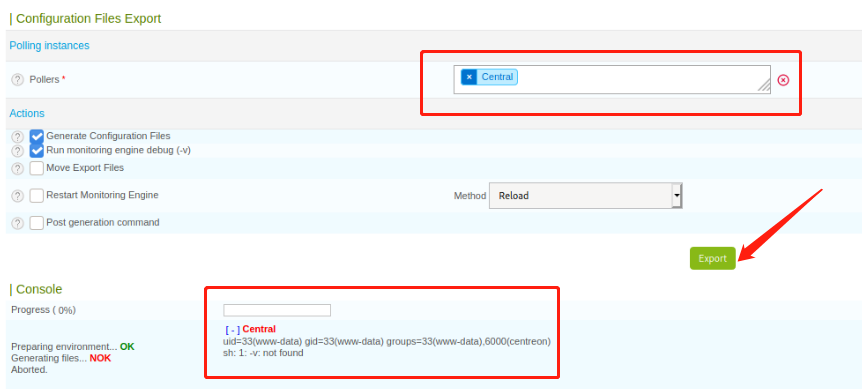 Configuration Files Export
Polling instances
? Pollers * × Central
Actions
? Generate Configuration Files
? Run monitoring engine debug (-v)
? Move Export Files
? Restart Monitoring Engine Method Reload
? Post generation command
Export
Console
Progress ( 0%)
[ - ] Central
uid=33(www-data) gid=33(www-data) groups=33(www-data),6000(centreon)
sh: 1: -v: not found
Preparing environment... OK
Generating files... NOK
Aborted.